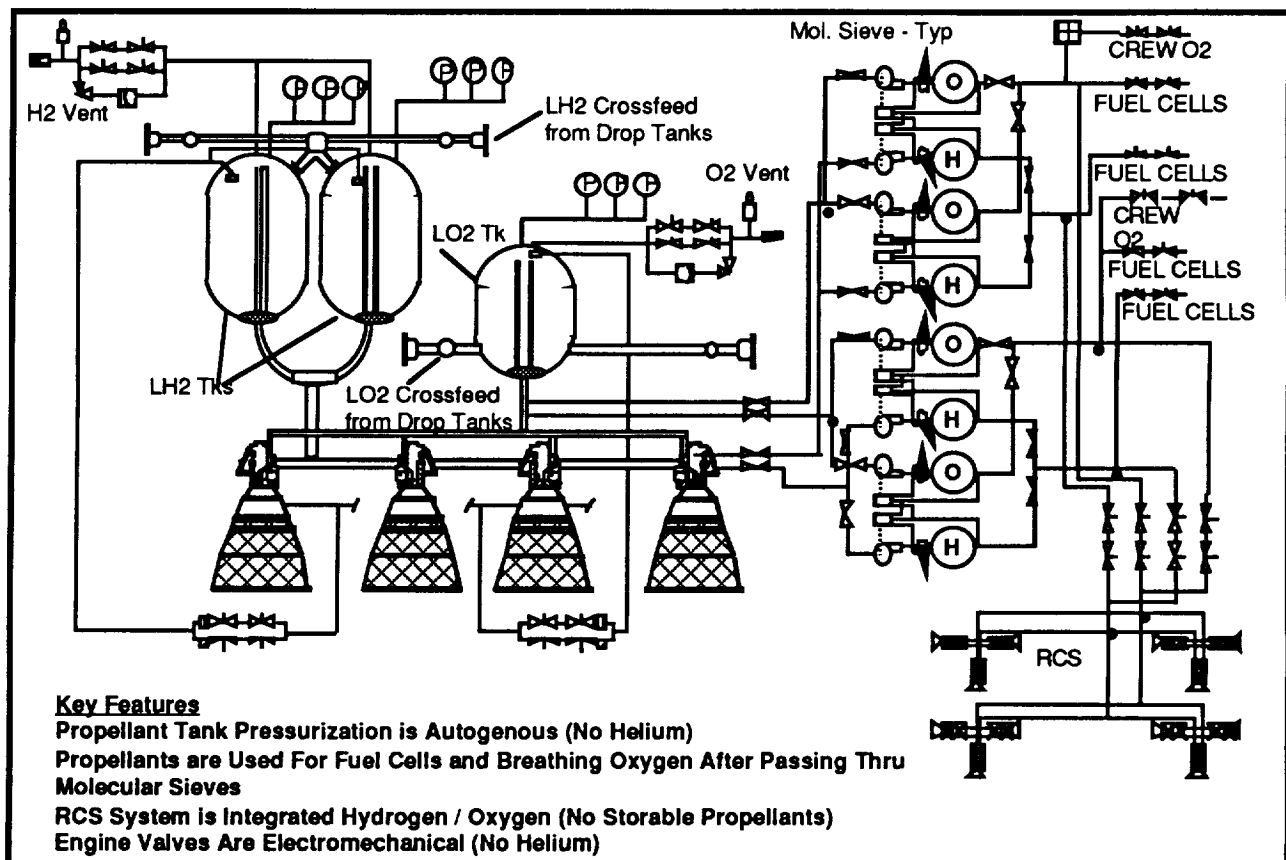 Mol. Sieve - Typ
CREW O2
H2 Vent
P P P
P P P
LH2 Crossfeed
from Drop Tanks
O
FUEL CELLS
H
FUEL CELLS
P P P
O2 Vent
O
CREW
O2
LO2 Tk
FUEL CELLS
H
FUEL CELLS
LH2 Tks
LO2 Crossfeed
from Drop Tanks
O
H
O
H
RCS
Key Features
Propellant Tank Pressurization is Autogenous (No Helium)
Propellants are Used For Fuel Cells and Breathing Oxygen After Passing Thru
Molecular Sieves
RCS System is Integrated Hydrogen / Oxygen (No Storable Propellants)
Engine Valves Are Electromechanical (No Helium)